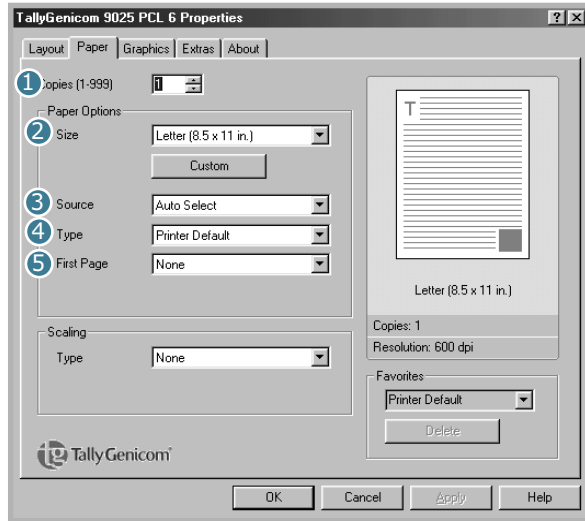 TallyGenicom 9025 PCL 6 Properties
Layout Paper Graphics Extras About
1 Copies (1-999) 1
Paper Options
2 Size Letter (8.5 x 11 in.)
Custom
3 Source Auto Select
4 Type Printer Default
5 First Page None
Scaling
Type None
TallyGenicom
T
Letter (8.5 x 11 in.)
Copies: 1
Resolution: 600 dpi
Favorites
Printer Default
Delete
OK Cancel Apply Help